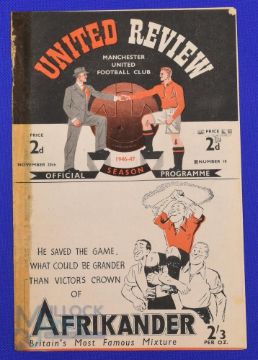 UNITED REVIEW
MANCHESTER
UNITED
FOOTBALL CLUB
PRICE
2d
NOVEMBER 30th
PRICE
2d
NUMBER
1946-47
OFFICIAL SEASON PROGRAMME
HE SAVED THE GAME,
WHAT COULD BE GRANDER
THAN VICTORS CROWN
OF
AFRIKANDER
Britain's Most Famous Mixture
2/3
PER OZ.